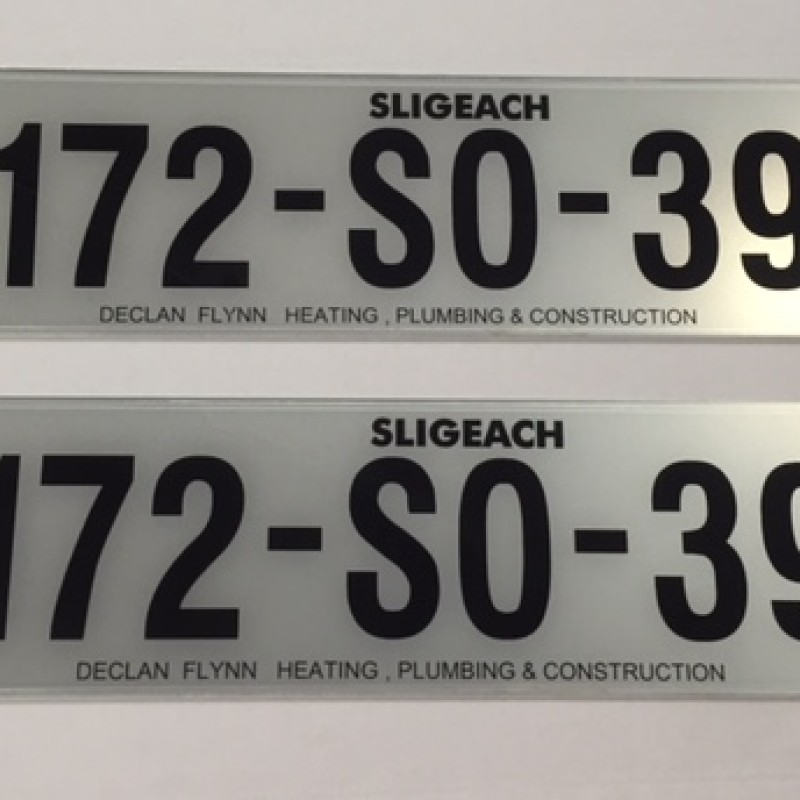 SLIGEACH
172-SO-39
DECLAN FLYNN HEATING , PLUMBING & CONSTRUCTION
SLIGEACH
172-SO-39
DECLAN FLYNN HEATING , PLUMBING & CONSTRUCTION